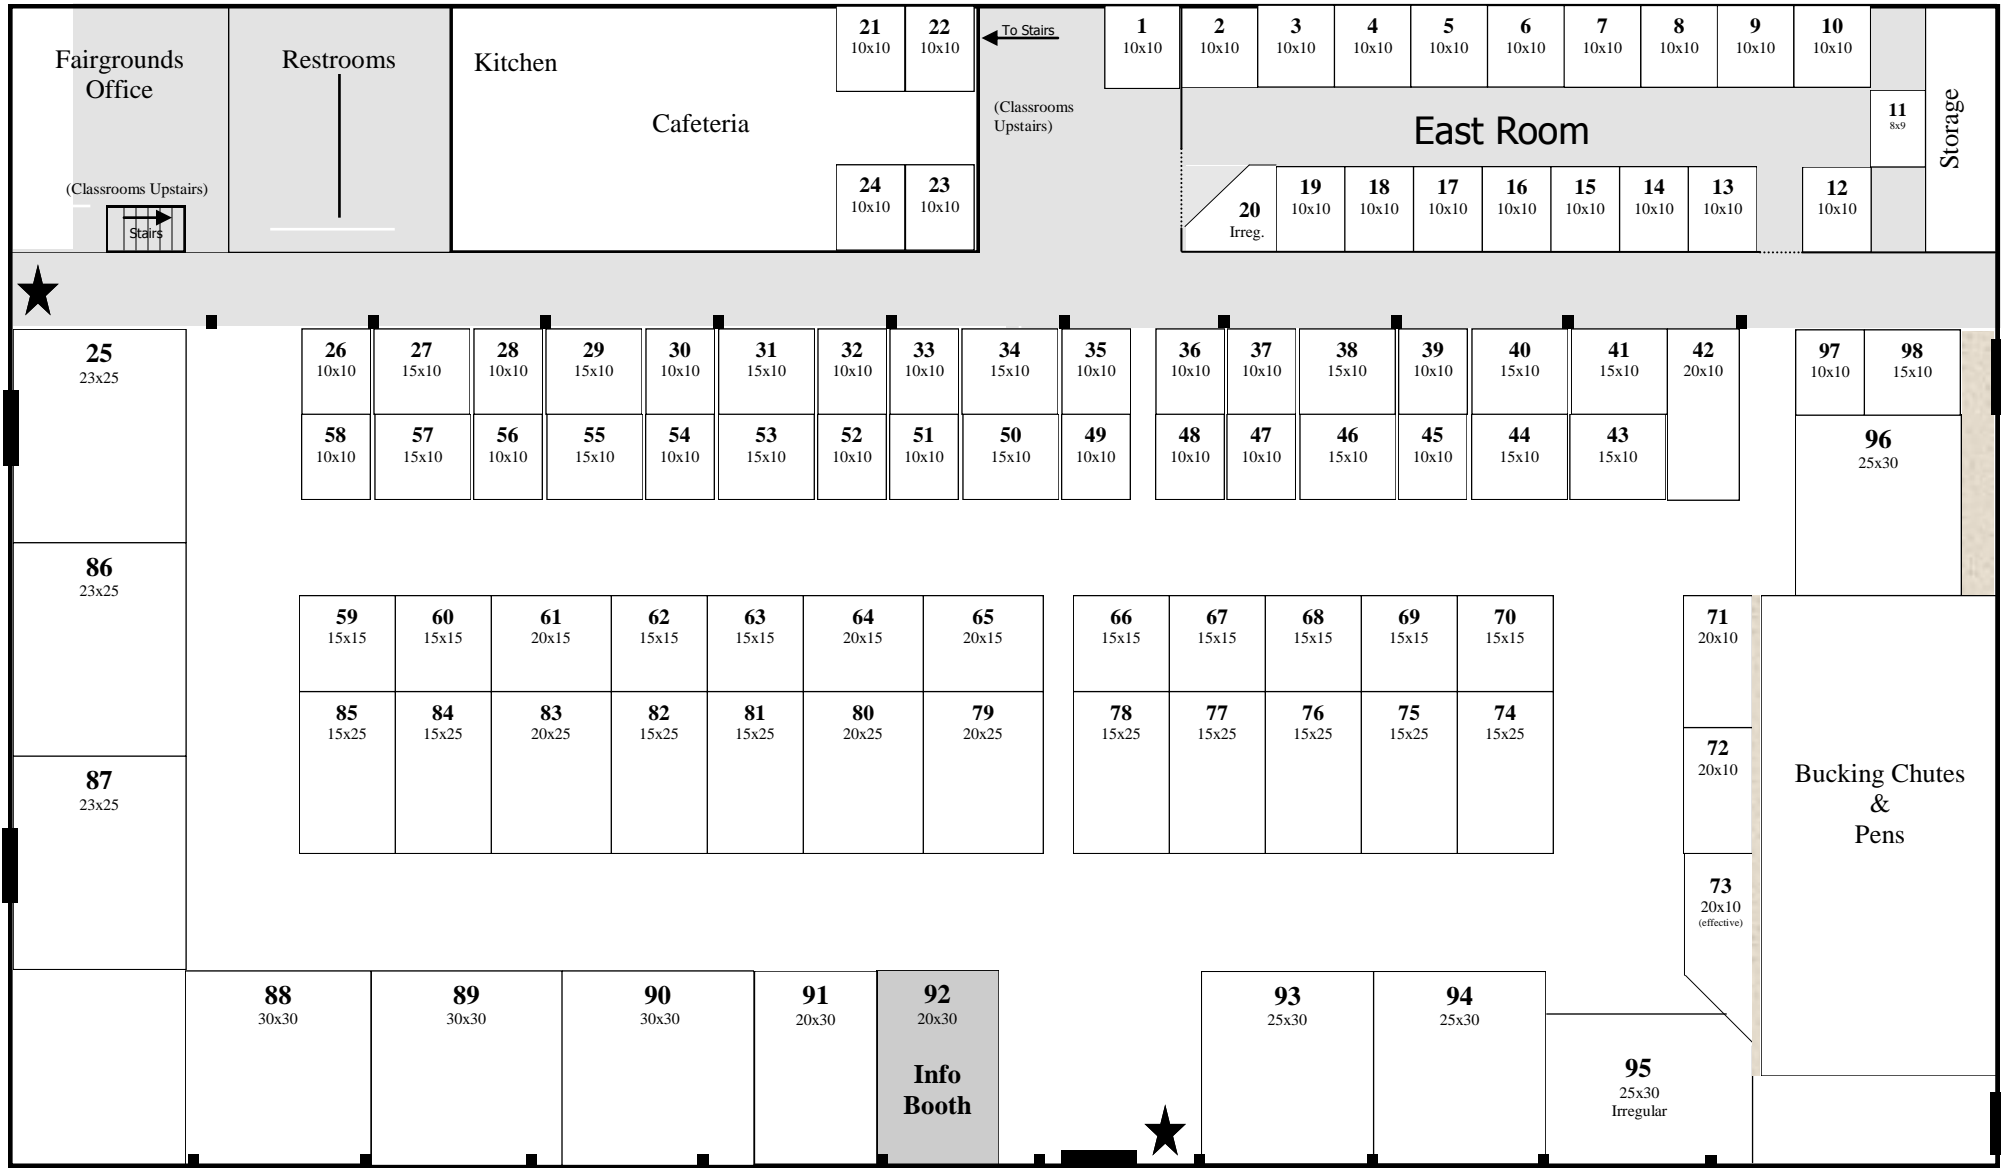 Fairgrounds
Office
(Classrooms Upstairs)
Stairs
Restrooms
Kitchen
Cafeteria
21
10x10
22
10x10
24
10x10
23
10x10
To Stairs
(Classrooms
Upstairs)
1
10x10
2
10x10
3
10x10
4
10x10
5
10x10
6
10x10
7
10x10
8
10x10
9
10x10
10
10x10
11
8x9
Storage
East Room
20
Irreg.
19
10x10
18
10x10
17
10x10
16
10x10
15
10x10
14
10x10
13
10x10
12
10x10
25
23x25
26
10x10
27
15x10
28
10x10
29
15x10
30
10x10
31
15x10
32
10x10
33
10x10
34
15x10
35
10x10
36
10x10
37
10x10
38
15x10
39
10x10
40
15x10
41
15x10
42
20x10
97
10x10
98
15x10
58
10x10
57
15x10
56
10x10
55
15x10
54
10x10
53
15x10
52
10x10
51
10x10
50
15x10
49
10x10
48
10x10
47
10x10
46
15x10
45
10x10
44
15x10
43
15x10
96
25x30
86
23x25
59
15x15
60
15x15
61
20x15
62
15x15
63
15x15
64
20x15
65
20x15
66
15x15
67
15x15
68
15x15
69
15x15
70
15x15
71
20x10
85
15x25
84
15x25
83
20x25
82
15x25
81
15x25
80
20x25
79
20x25
78
15x25
77
15x25
76
15x25
75
15x25
74
15x25
72
20x10
87
23x25
Bucking Chutes
&
Pens
73
20x10
(effective)
88
30x30
89
30x30
90
30x30
91
20x30
92
20x30
Info
Booth
93
25x30
94
25x30
95
25x30
Irregular